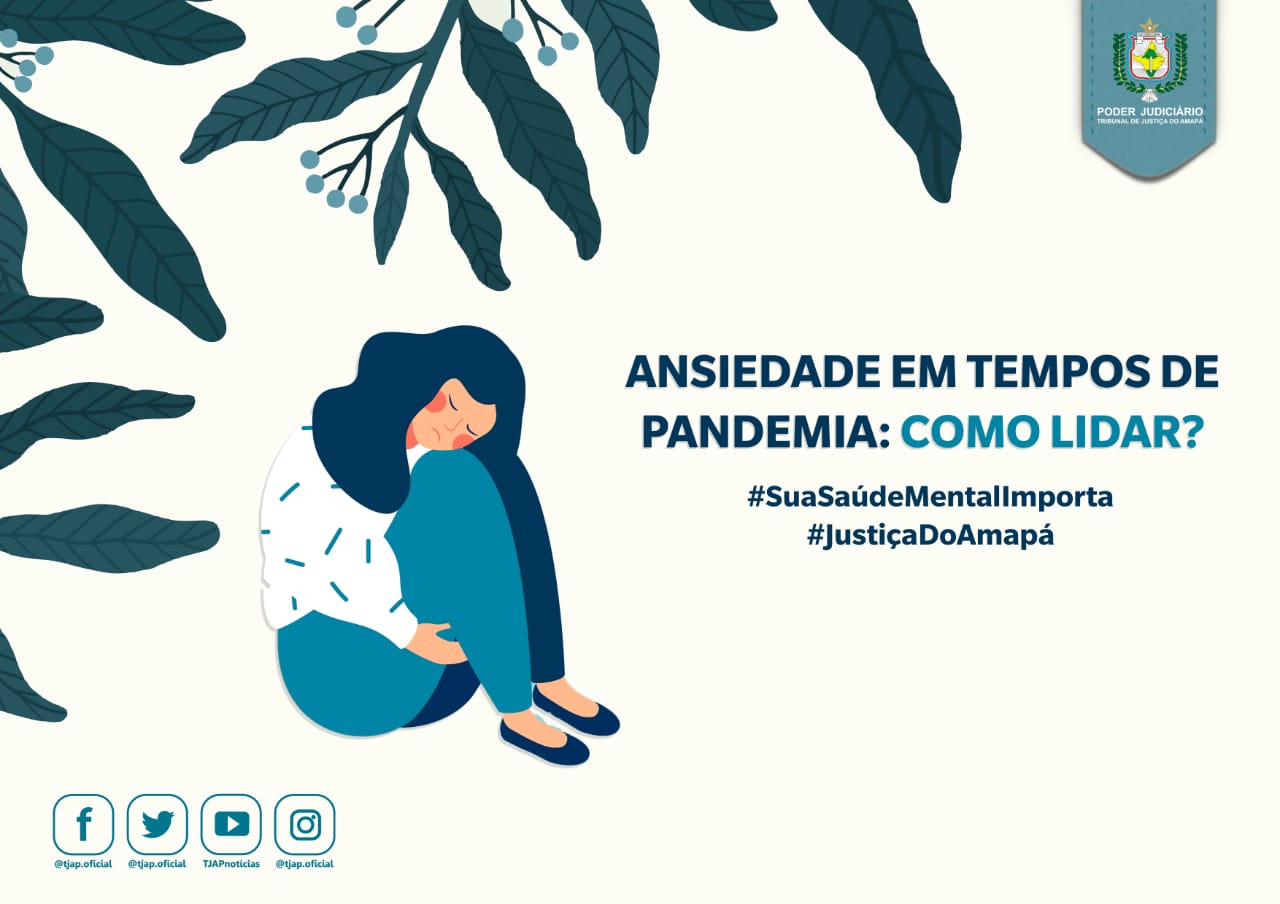 PODER JUDICIÁRIO
TRIBUNAL DE JUSTIÇA DO AMAPÁ
ANSIEDADE EM TEMPOS DE
PANDEMIA: COMO LIDAR?
#SuaSaúdeMentalImporta
#JustiçaDoAmapá
@tjap.oficial @tjap.oficial TJAPnotícias @tjap.oficial